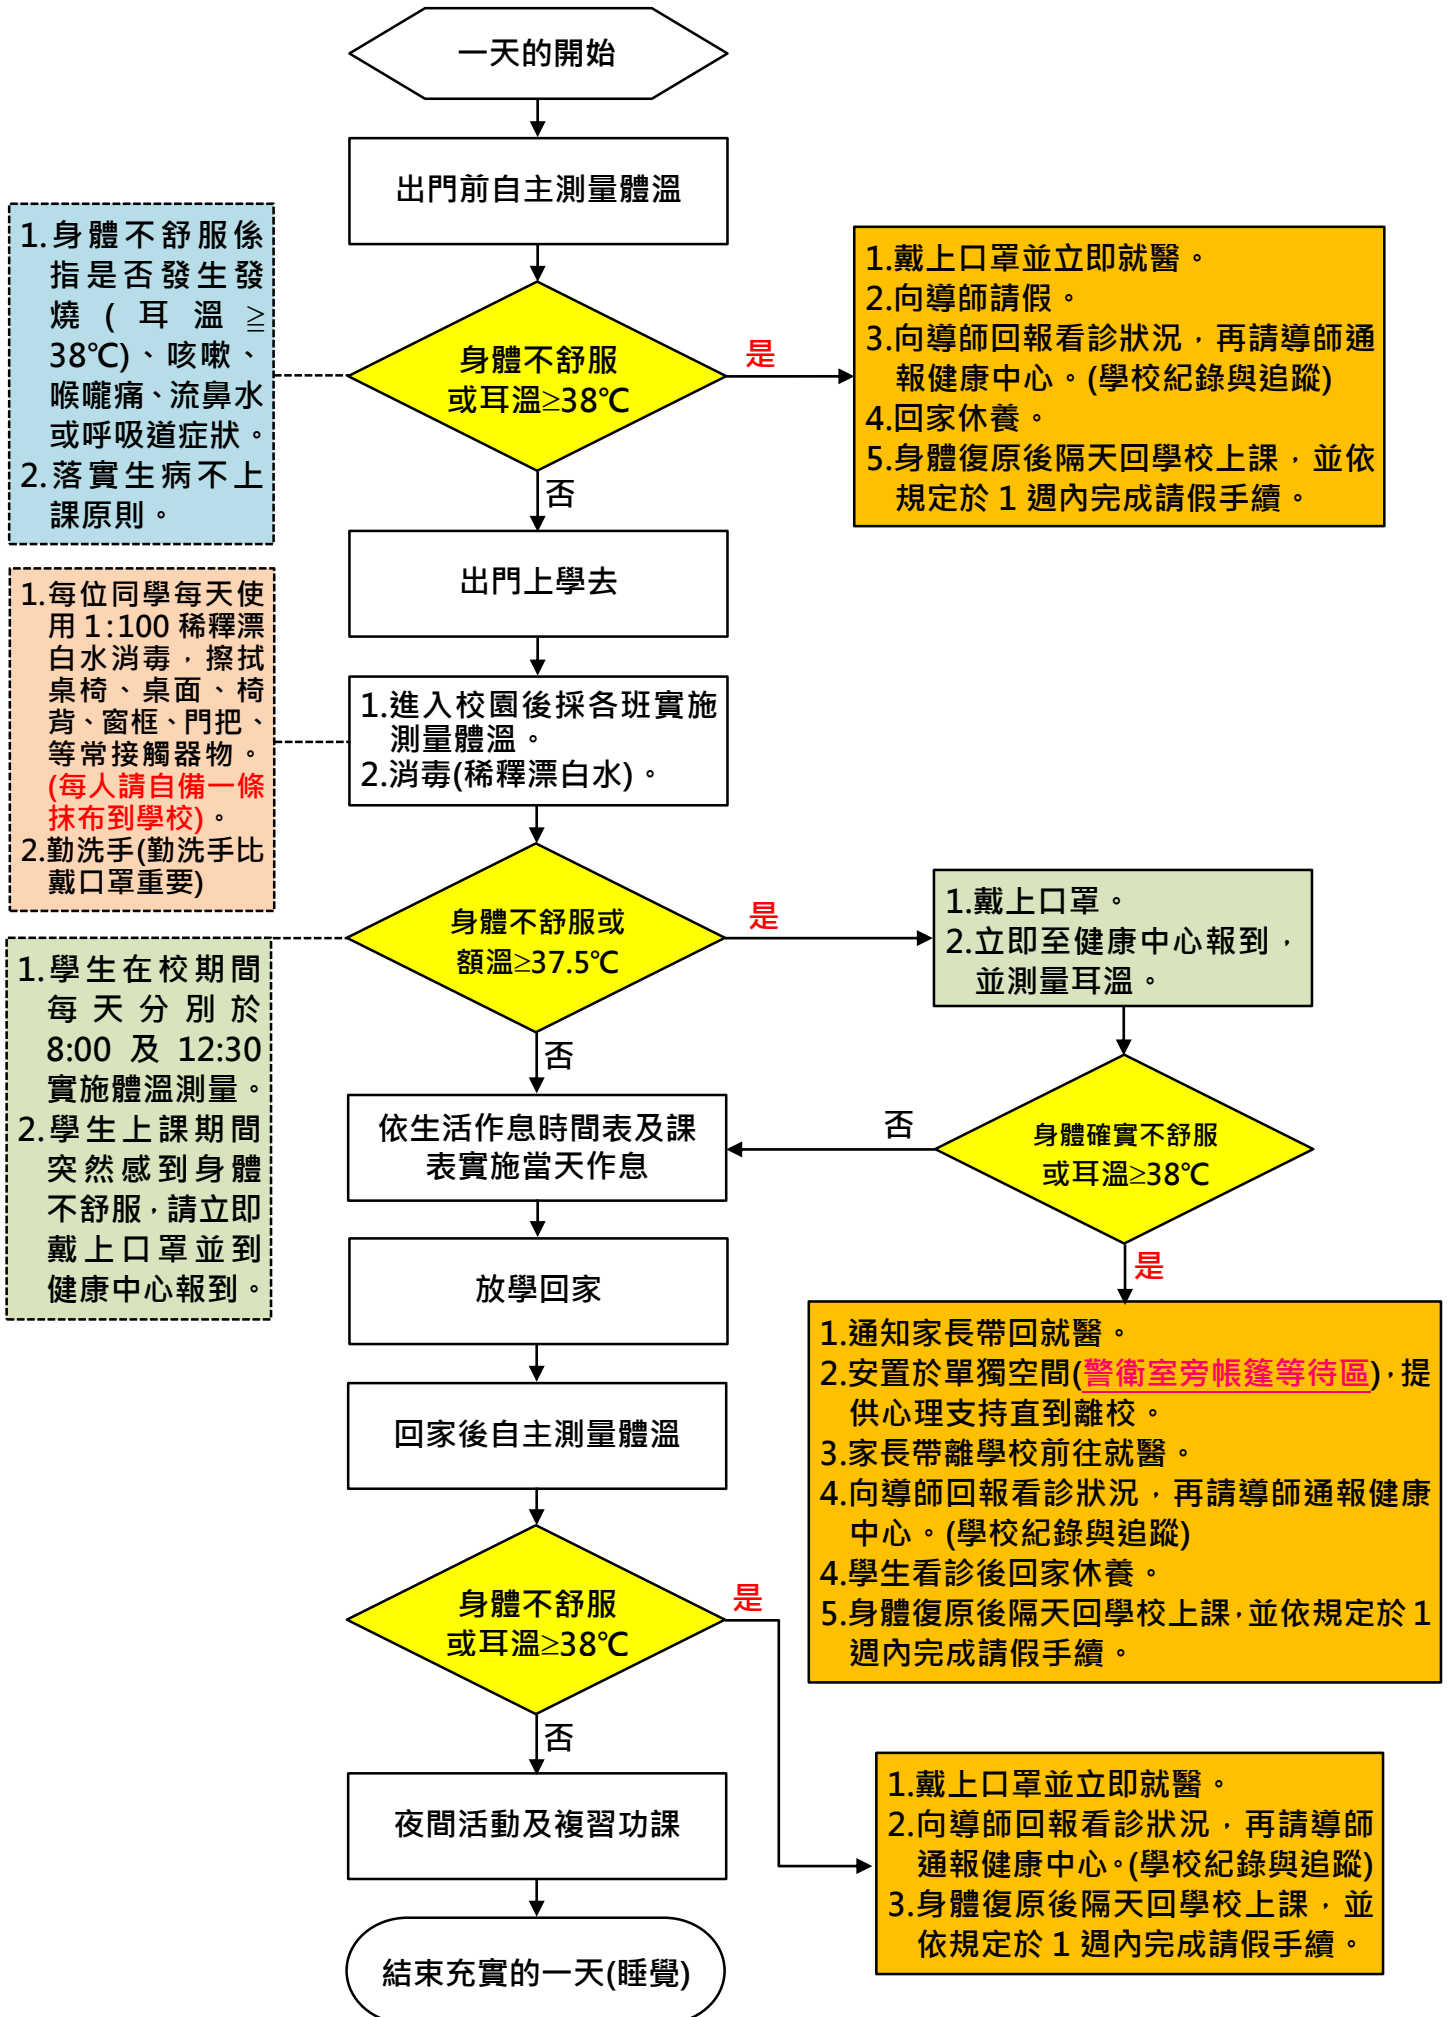 一天的開始
出門前自主測量體溫
1.身體不舒服係
指是否發生發
燒(耳溫≧
38℃)、咳嗽、
喉嚨痛、流鼻水
或呼吸道症狀。
2.落實生病不上
課原則。
身體不舒服
或耳溫≥38℃
是
1.戴上口罩並立即就醫。
2.向導師請假。
3.向導師回報看診狀況，再請導師通
報健康中心。(學校紀錄與追蹤)
4.回家休養。
5.身體復原後隔天回學校上課，並依
規定於 1 週內完成請假手續。
否
出門上學去
1.每位同學每天使
用 1:100 稀釋漂
白水消毒，擦拭
桌椅、桌面、椅
背、窗框、門把、
等常接觸器物。
(每人請自備一條
抹布到學校)。
2.勤洗手(勤洗手比
戴口罩重要)
1.進入校園後採各班實施
測量體溫。
2.消毒(稀釋漂白水)。
身體不舒服或
額溫≥37.5℃
是
1.戴上口罩。
2.立即至健康中心報到，
並測量耳溫。
1.學生在校期間
每天分別於
8:00 及 12:30
實施體溫測量。
2.學生上課期間
突然感到身體
不舒服，請立即
戴上口罩並到
健康中心報到。
否
依生活作息時間表及課
表實施當天作息
否
身體確實不舒服
或耳溫≥38℃
是
放學回家
1.通知家長帶回就醫。
2.安置於單獨空間(警衛室旁帳篷等待區)，提
供心理支持直到離校。
3.家長帶離學校前往就醫。
4.向導師回報看診狀況，再請導師通報健康
中心。(學校紀錄與追蹤)
4.學生看診後回家休養。
5.身體復原後隔天回學校上課，並依規定於 1
週內完成請假手續。
回家後自主測量體溫
身體不舒服
或耳溫≥38℃
是
否
夜間活動及複習功課
1.戴上口罩並立即就醫。
2.向導師回報看診狀況，再請導師
通報健康中心。(學校紀錄與追蹤)
3.身體復原後隔天回學校上課，並
依規定於 1 週內完成請假手續。
結束充實的一天(睡覺)